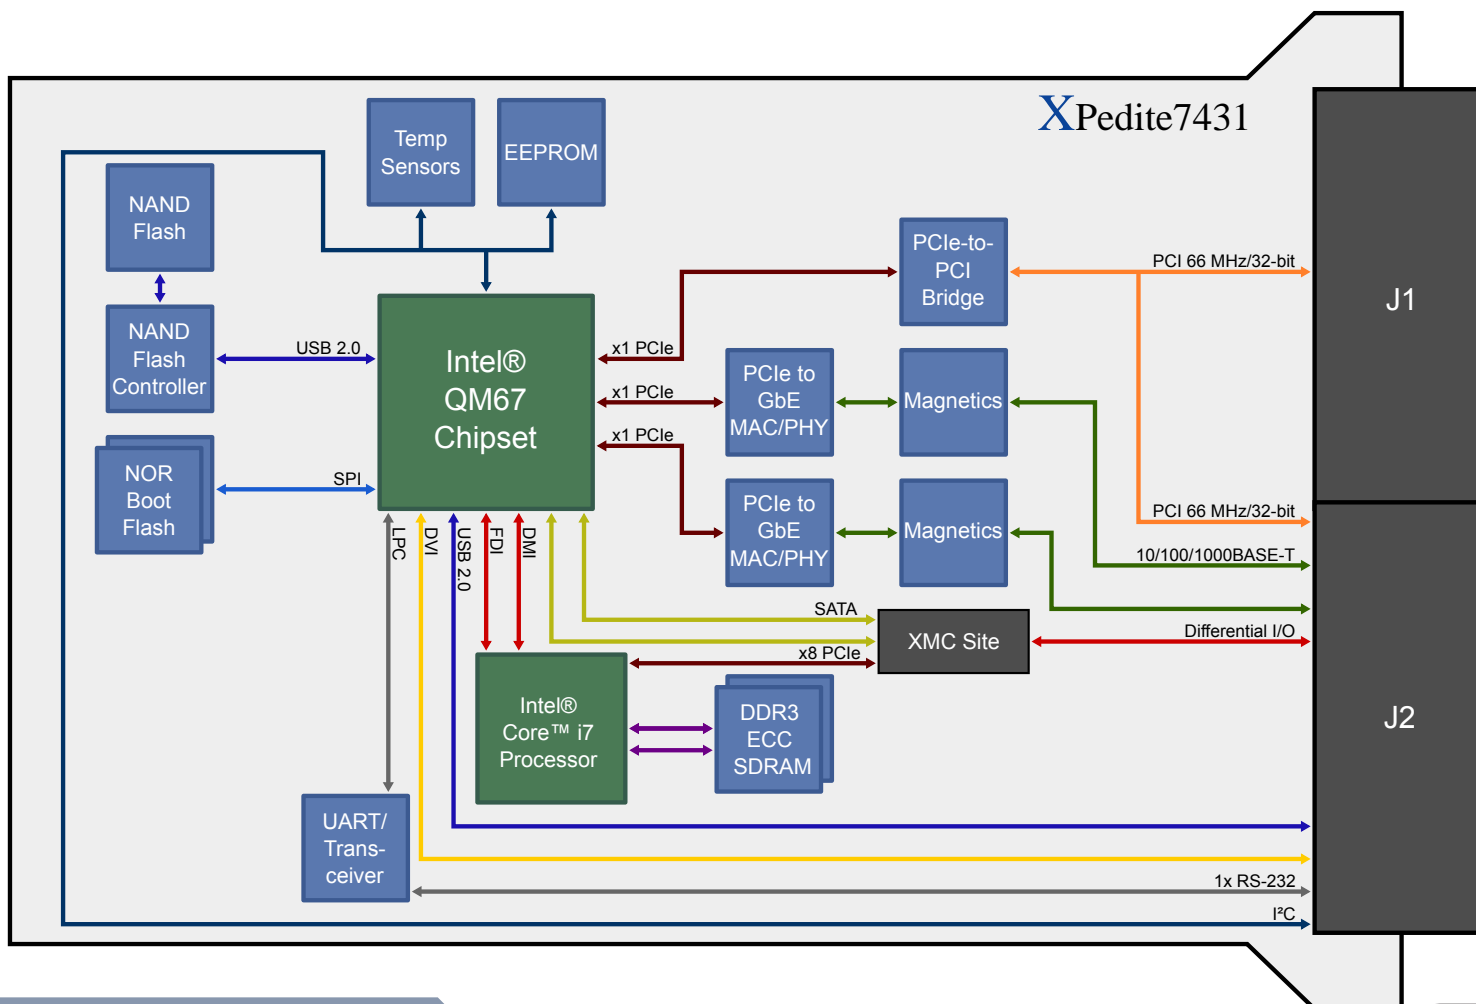 XPedite7431
Temp
Sensors
EEPROM
NAND
Flash
NAND
Flash
Controller
USB 2.0
NOR
Boot
Flash
SPI
Intel®
QM67
Chipset
x1 PCIe
x1 PCIe
x1 PCIe
PCIe-to-
PCI
Bridge
PCI 66 MHz/32-bit
J1
PCIe to
GbE
MAC/PHY
Magnetics
PCIe to
GbE
MAC/PHY
Magnetics
PCI 66 MHz/32-bit
10/100/1000BASE-T
LPC
DVI
USB 2.0
FDI
DMI
SATA
XMC Site
Differential I/O
x8 PCIe
Intel®
Core™ i7
Processor
DDR3
ECC
SDRAM
J2
UART/
Trans-
ceiver
1x RS-232
I²C